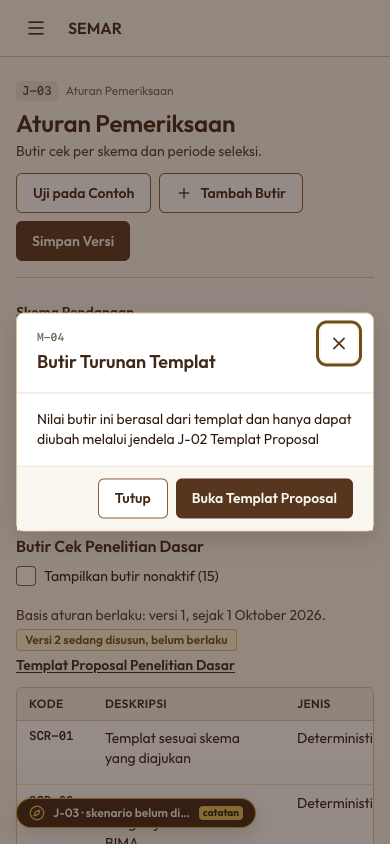 SEMAR
J-03 Aturan Pemeriksaan
Aturan Pemeriksaan
Butir cek per skema dan periode seleksi.
Uji pada Contoh
Tambah Butir
Simpan Versi
Skema Pendanaan
M-04
Butir Turunan Templat
Nilai butir ini berasal dari templat dan hanya dapat
diubah melalui jendela J-02 Templat Proposal
Tutup
Buka Templat Proposal
Butir Cek Penelitian Dasar
Tampilkan butir nonaktif (15)
Basis aturan berlaku: versi 1, sejak 1 Oktober 2026.
Versi 2 sedang disusun, belum berlaku
Templat Proposal Penelitian Dasar
KODE DESKRIPSI JENIS
SCR-01 Templat sesuai skema Deterministi
yang diajukan
Deterministi
J-03 · skenario belum di... catatan
BIMA